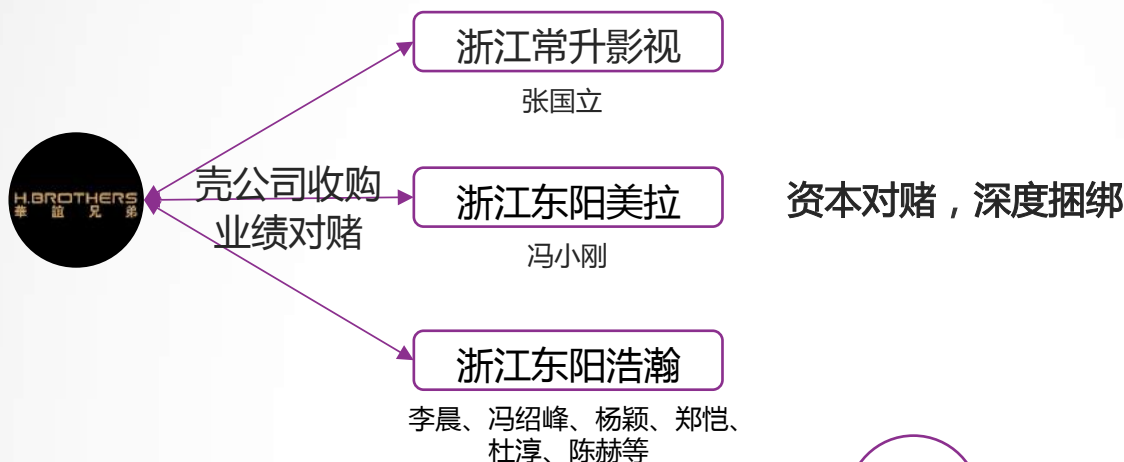 浙江常升影视
张国立
H.BROTHERS
華誼兄弟
壳公司收购
业绩对赌
浙江东阳美拉
冯小刚
资本对赌，深度捆绑
浙江东阳浩瀚
李晨、冯绍峰、杨颖、郑恺、
杜淳、陈赫等